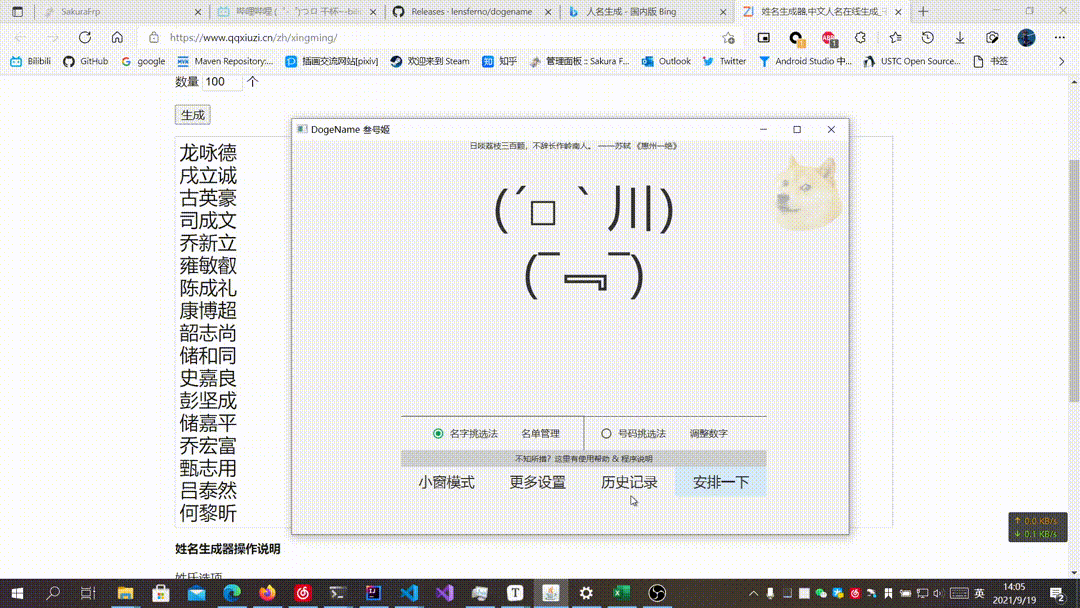 SakuraFrp
哔哩哔哩 (゜-゜)つロ 干杯~-bili
Releases · lensferno/dogename
人名生成 - 国内版 Bing
姓名生成器,中文人名在线生成_
https://www.qqxiuzi.cn/zh/xingming/
Bilibili
GitHub
google
Maven Repository:...
插画交流网站[pixiv]
欢迎来到 Steam
知乎
管理面板 :: Sakura F...
Outlook
Twitter
Android Studio 中...
USTC Open Source...
书签
数量 100 个
生成
龙咏德
戌立诚
古英豪
司成文
乔新立
雍敏叡
陈成礼
康博超
韶志尚
储和同
史嘉良
彭坚成
储嘉平
乔宏富
甄志用
吕泰然
何黎昕
姓名生成器操作说明
姓氏选项
DogeName 叁号姬
日啖荔枝三百颗,不辞长作岭南人。 ——苏轼 《惠州一绝》
(´□｀川)
(￣﹃￣)
名字挑选法
名单管理
号码挑选法
调整数字
不知所措? 这里有使用帮助 & 程序说明
小窗模式
更多设置
历史记录
安排一下
↑ 0.0 KB/s
↓ 0.1 KB/s
英
14:05
2021/9/19
2